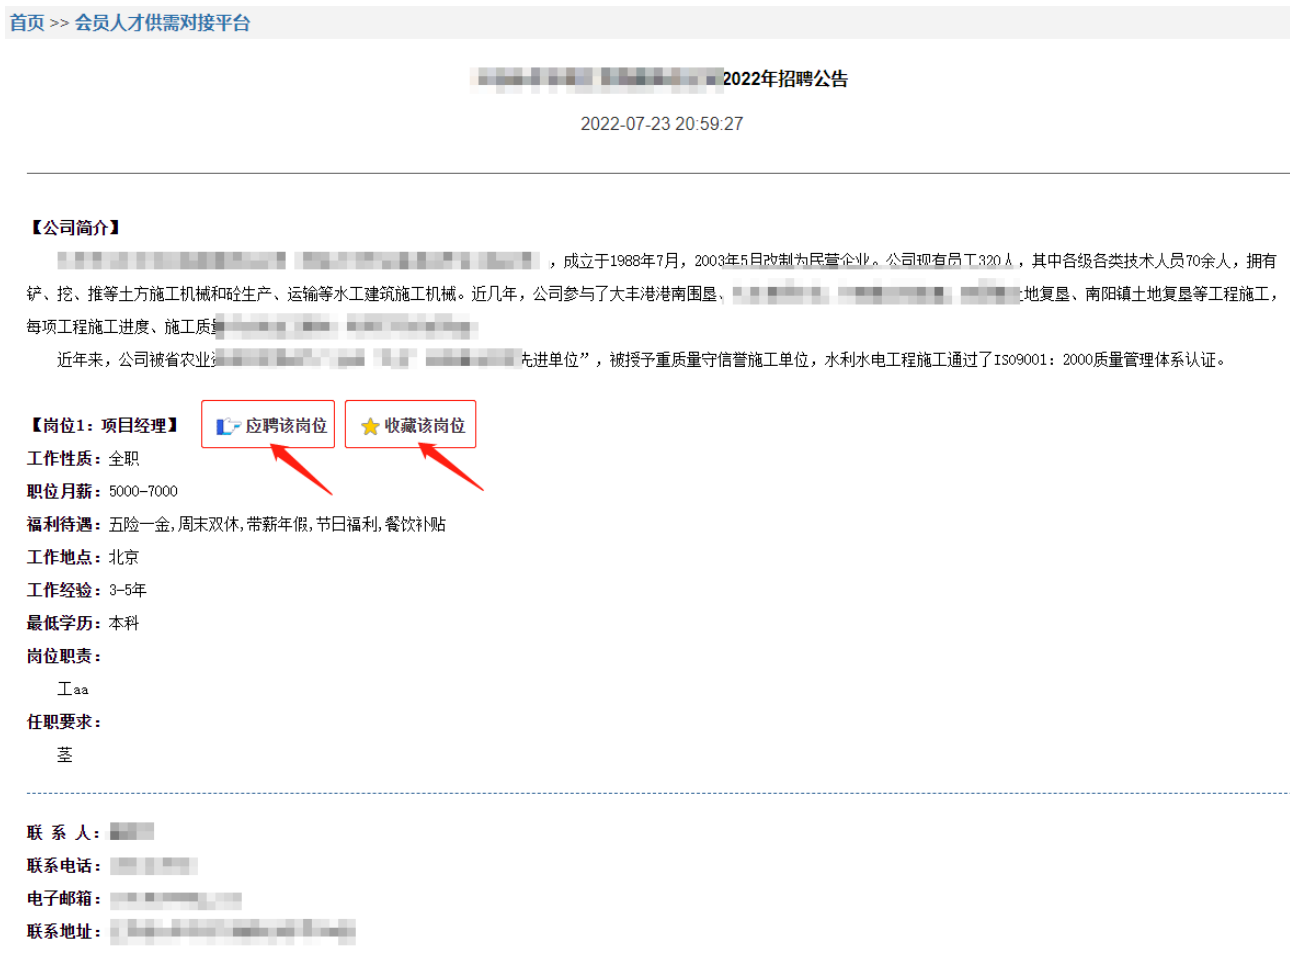 首页 >> 会员人才供需对接平台
2022年招聘公告
2022-07-23 20:59:27
【公司简介】
，成立于1988年7月，2003年5月改制为民营企业。公司现有员工320人，其中各级各类技术人员70余人，拥有
铲、挖、推等土方施工机械和砼生产、运输等水工建筑施工机械。近几年，公司参与了大丰港港南围垦、土地复垦、南阳镇土地复垦等工程施工，
每项工程施工进度、施工质量
近年来，公司被省农业资先进单位”，被授予重质量守信誉施工单位，水利水电工程施工通过了ISO9001：2000质量管理体系认证。
【岗位1：项目经理】 应聘该岗位 收藏该岗位
工作性质：全职
职位月薪：5000-7000
福利待遇：五险一金,周末双休,带薪年假,节日福利,餐饮补贴
工作地点：北京
工作经验：3-5年
最低学历：本科
岗位职责：
工aa
任职要求：
茎
联 系 人：
联系电话：
电子邮箱：
联系地址：